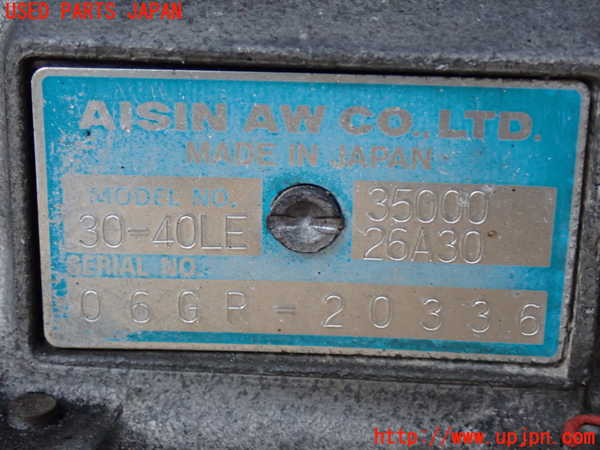 USED PARTS JAPAN
AISIN AW CO., LTD.
MADE IN JAPAN
MODEL NO.
30-40LE
35000
26A30
SERIAL NO.
06GP-20336
http://www.upjpn.com/